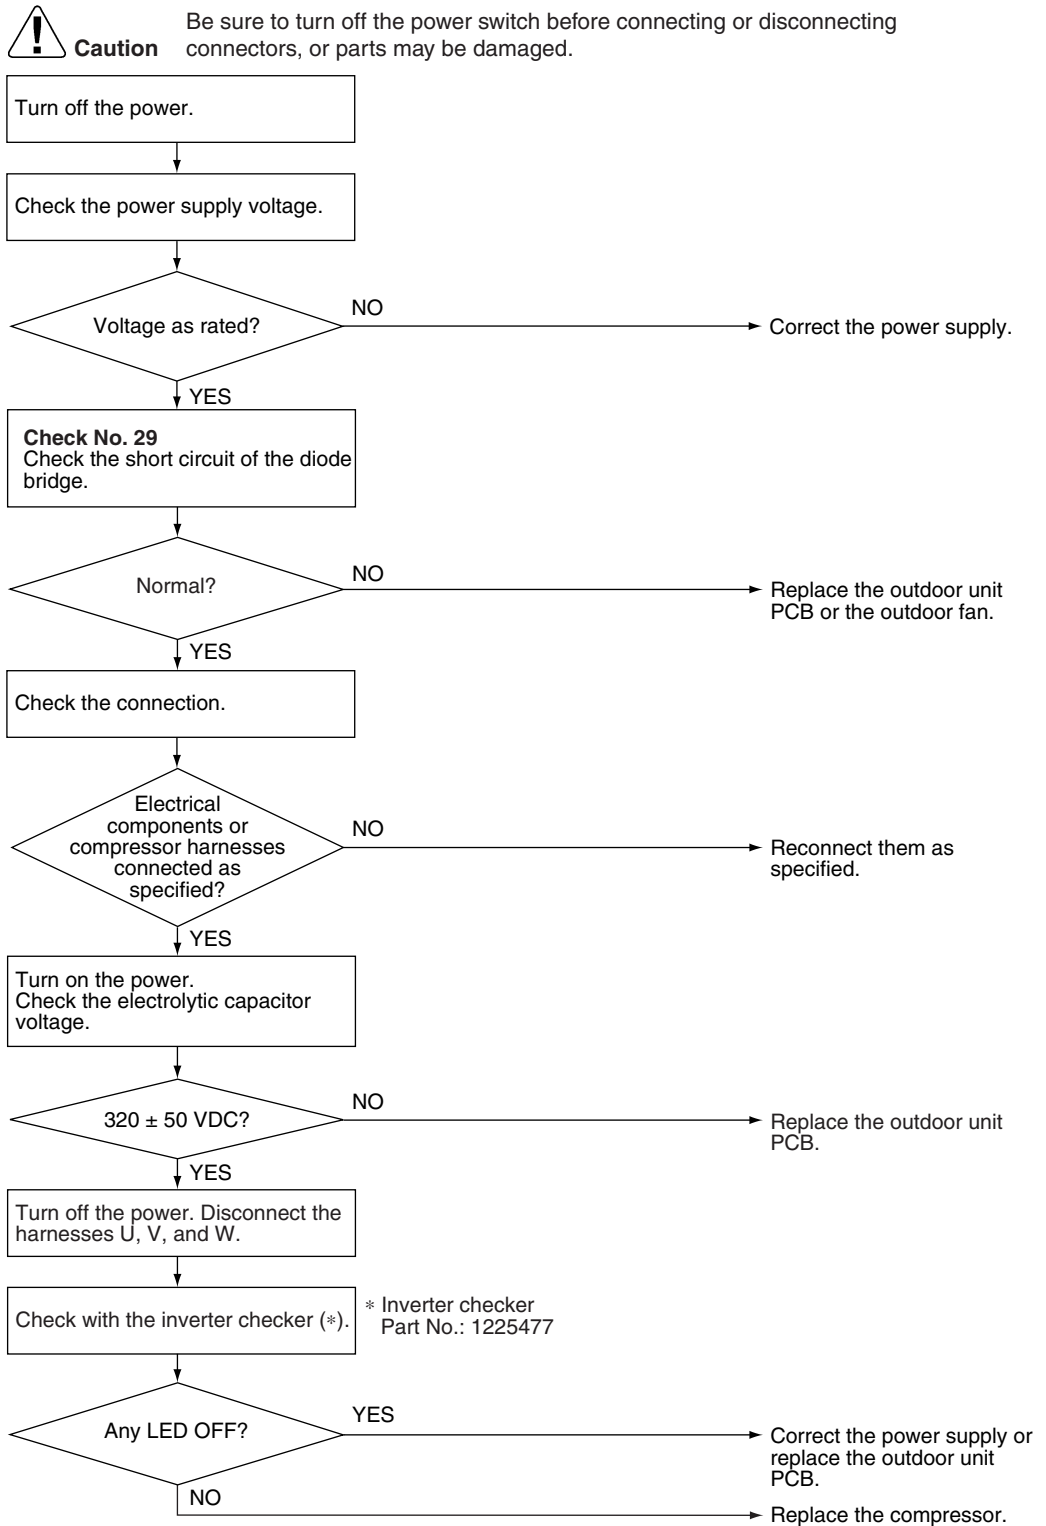 Be sure to turn off the power switch before connecting or disconnecting
Caution connectors, or parts may be damaged.
Turn off the power.
Check the power supply voltage.
Voltage as rated?
NO
Correct the power supply.
YES
Check No. 29
Check the short circuit of the diode
bridge.
Normal?
NO
Replace the outdoor unit
PCB or the outdoor fan.
YES
Check the connection.
Electrical
components or
compressor harnesses
connected as
specified?
NO
Reconnect them as
specified.
YES
Turn on the power.
Check the electrolytic capacitor
voltage.
320 ± 50 VDC?
NO
Replace the outdoor unit
PCB.
YES
Turn off the power. Disconnect the
harnesses U, V, and W.
Check with the inverter checker (*).
* Inverter checker
Part No.: 1225477
Any LED OFF?
YES
Correct the power supply or
replace the outdoor unit
PCB.
NO
Replace the compressor.